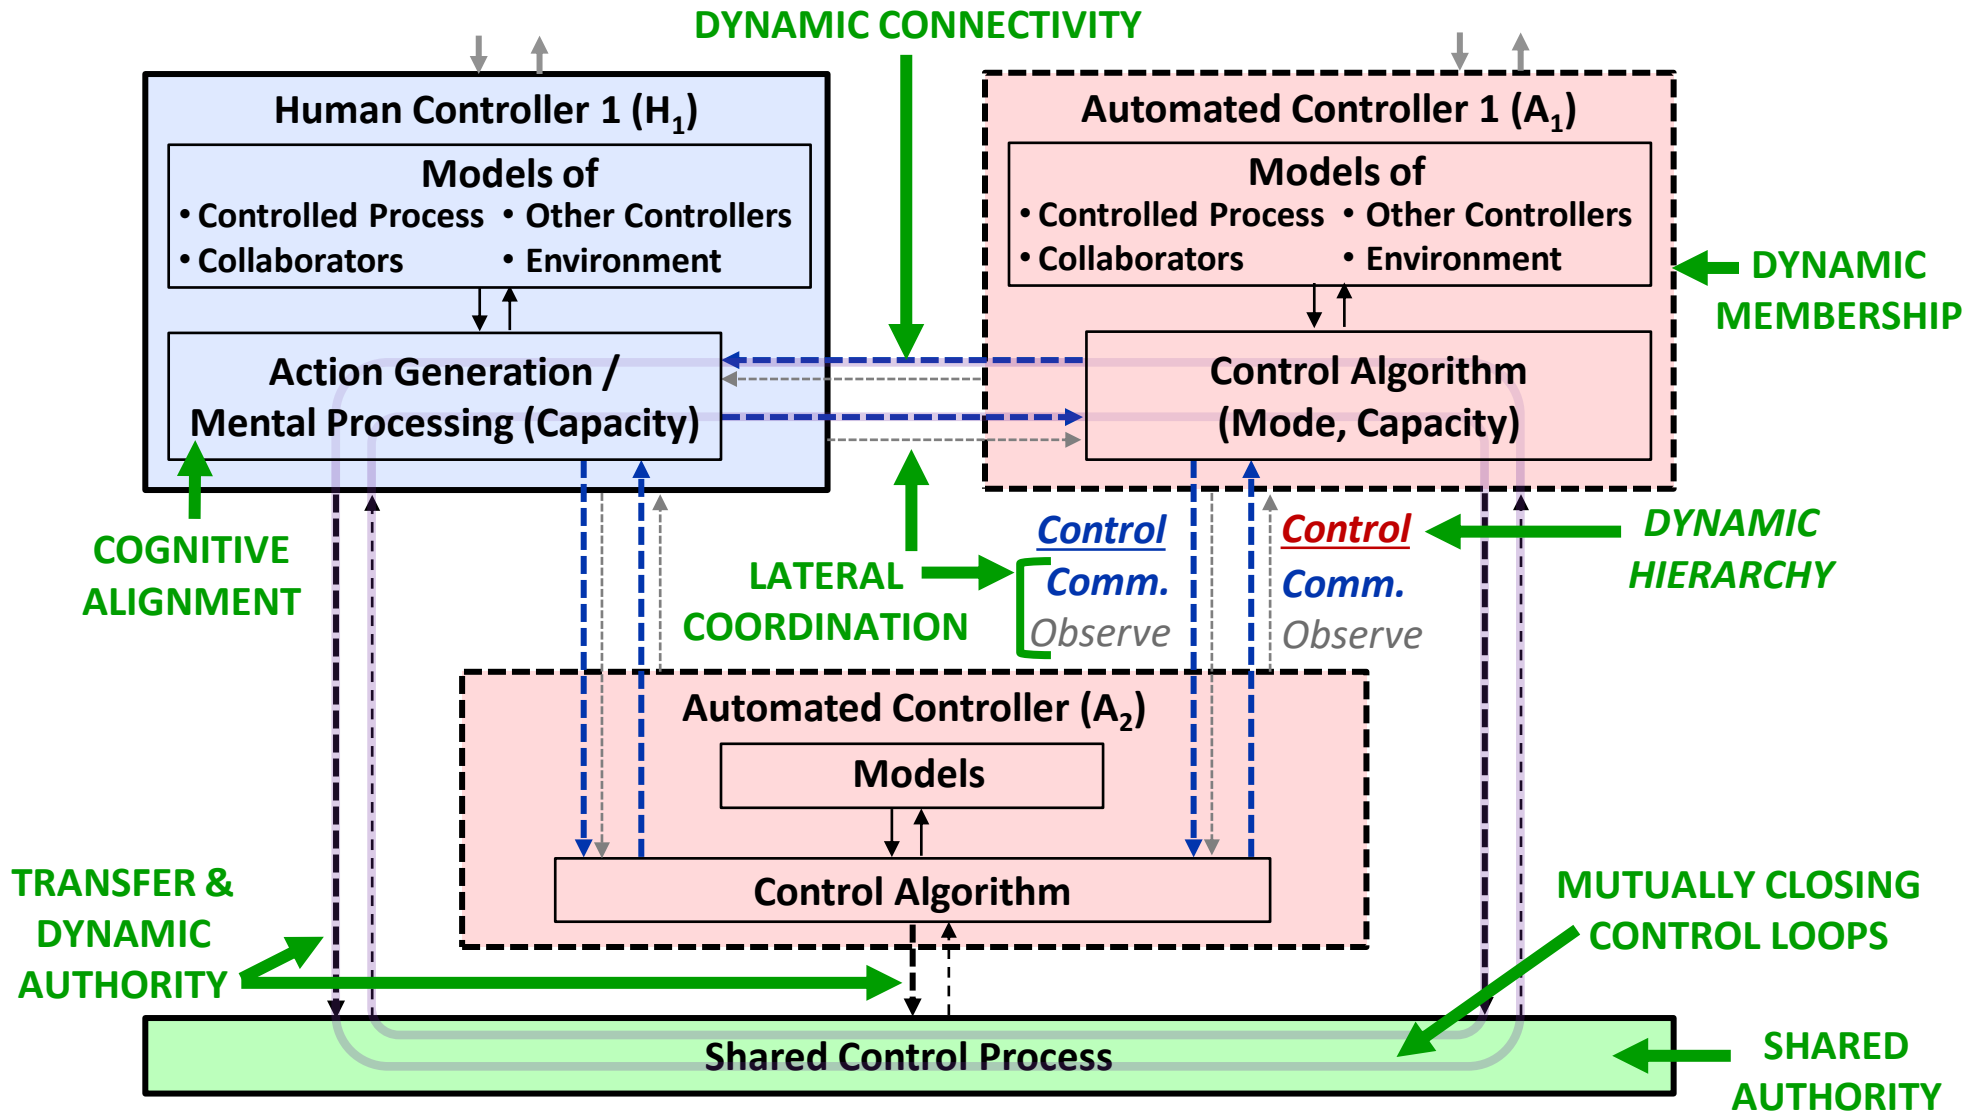 DYNAMIC CONNECTIVITY
Human Controller 1 (H1)
Models of
• Controlled Process • Other Controllers
• Collaborators • Environment
Action Generation /
Mental Processing (Capacity)
Automated Controller 1 (A1)
Models of
• Controlled Process • Other Controllers
• Collaborators • Environment
Control Algorithm
(Mode, Capacity)
DYNAMIC
MEMBERSHIP
COGNITIVE
ALIGNMENT
LATERAL
COORDINATION
Control
Comm.
Observe
Control
Comm.
Observe
DYNAMIC
HIERARCHY
Automated Controller (A2)
Models
Control Algorithm
TRANSFER &
DYNAMIC
AUTHORITY
MUTUALLY CLOSING
CONTROL LOOPS
Shared Control Process
SHARED
AUTHORITY